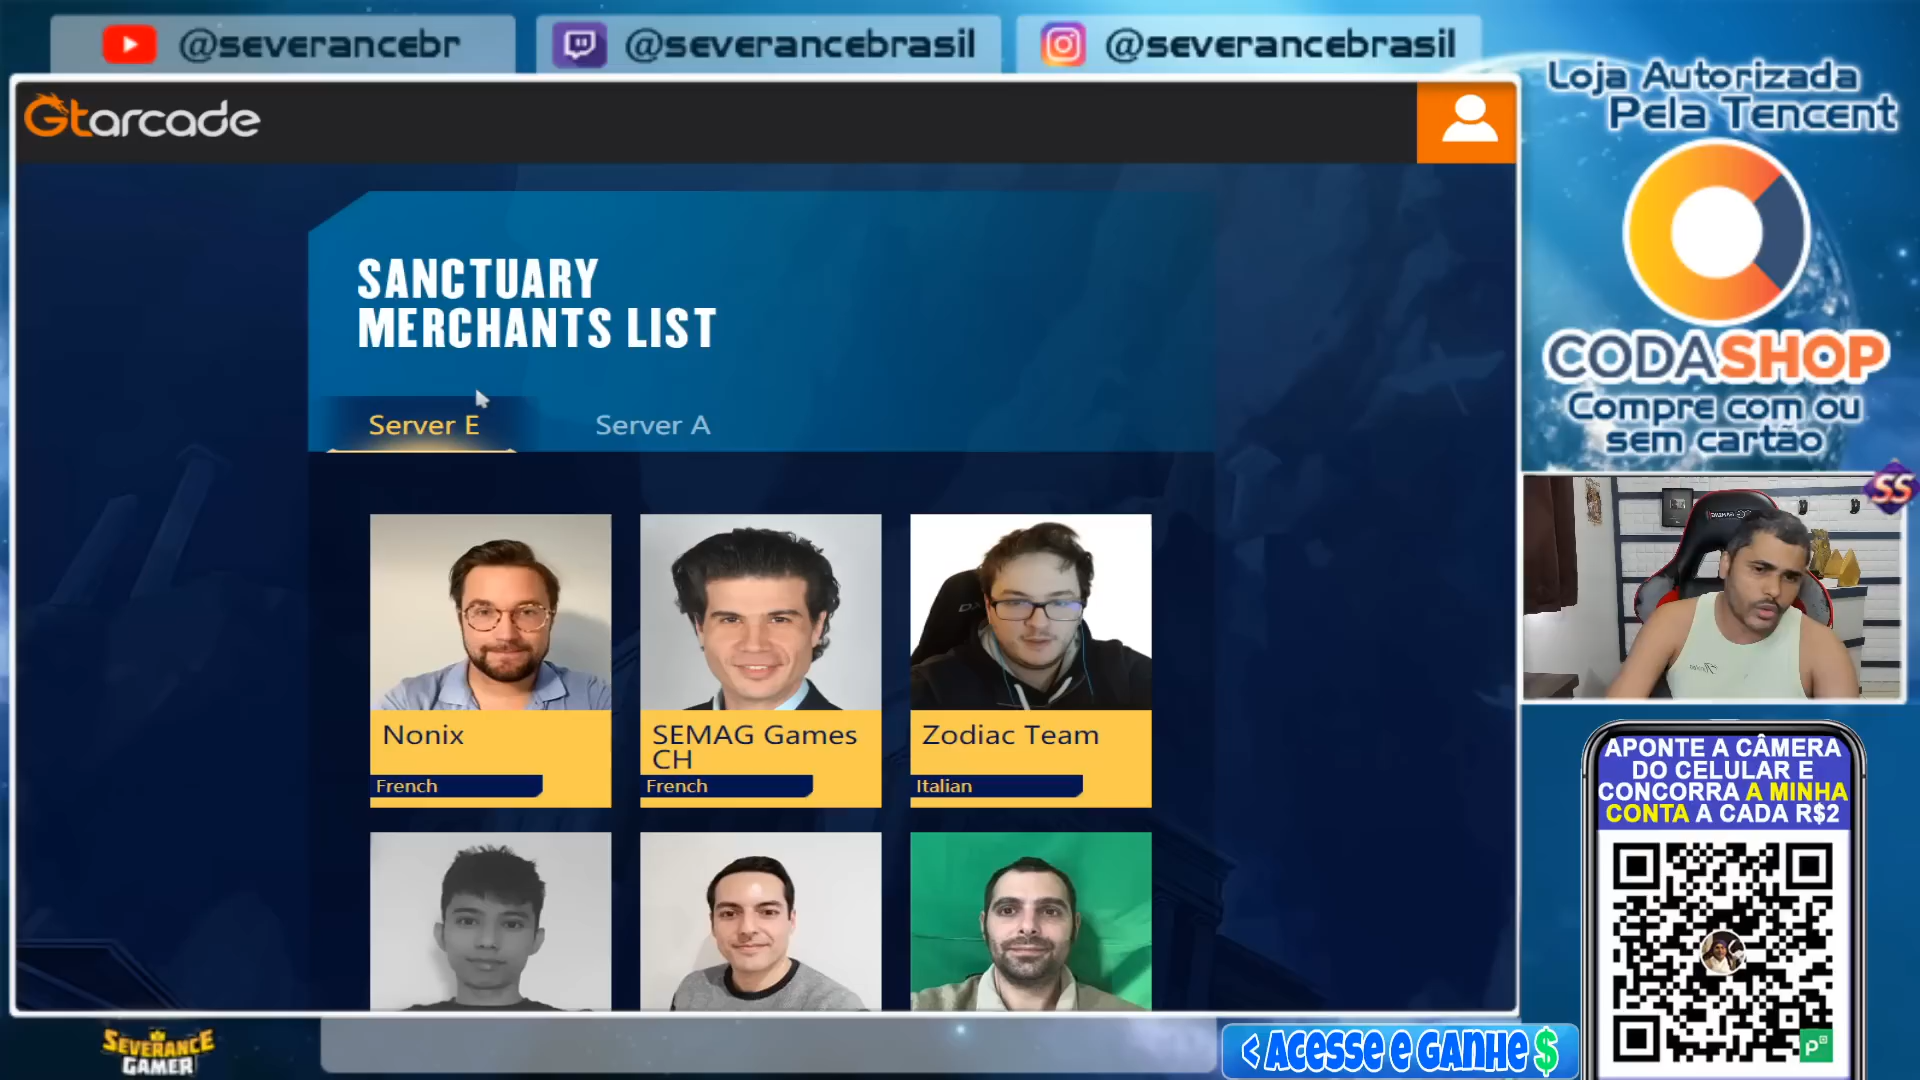 @severancebr
@severancebrasil
@severancebrasil
Gtarcade
SANCTUARY
MERCHANTS LIST
Server E
Server A
Nonix
French
SEMAG Games
CH
French
Zodiac Team
Italian
Loja Autorizada
Pela Tencent
CODASHOP
Compre com ou
sem cartão
SS
APONTE A CÂMERA
DO CELULAR E
CONCORRA A MINHA
CONTA A CADA R$2
SEVERANCE
GAMER
< ACESSE E GANHE $